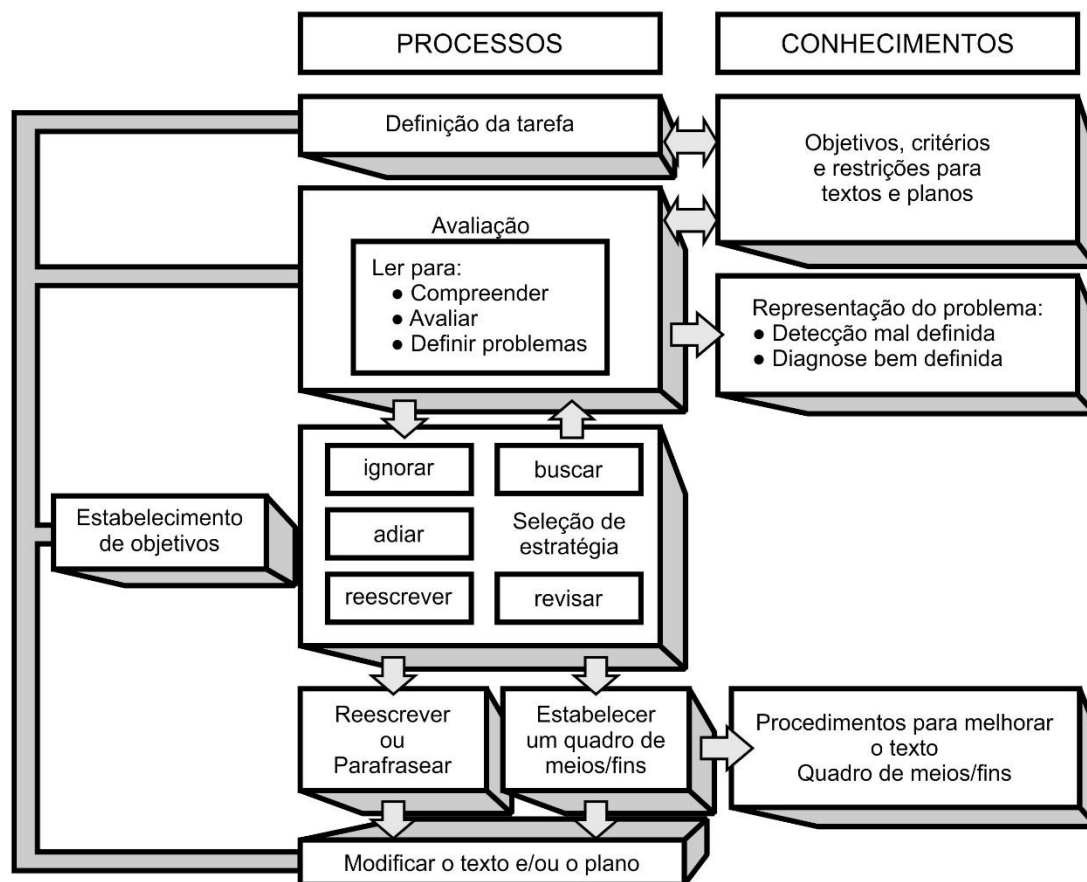 PROCESSOS
CONHECIMENTOS
Definição da tarefa
Objetivos, critérios
e restrições para
textos e planos
Avaliação
Ler para:
● Compreender
● Avaliar
● Definir problemas
Representação do problema:
● Detecção mal definida
● Diagnose bem definida
Estabelecimento
de objetivos
ignorar
buscar
adiar
Seleção de
estratégia
reescrever
revisar
Reescrever
ou
Parafrasear
Estabelecer
um quadro de
meios/fins
Procedimentos para melhorar
o texto
Quadro de meios/fins
Modificar o texto e/ou o plano